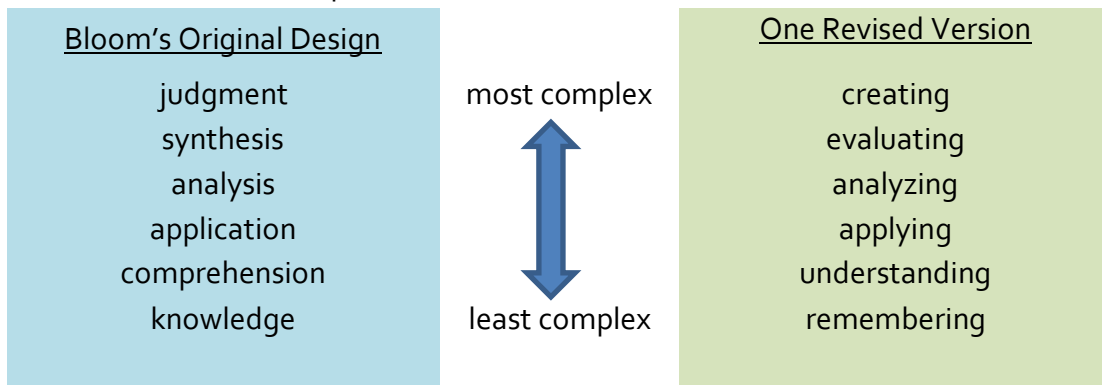 Bloom's Original Design
judgment
synthesis
analysis
application
comprehension
knowledge
most complex
least complex
One Revised Version
creating
evaluating
analyzing
applying
understanding
remembering